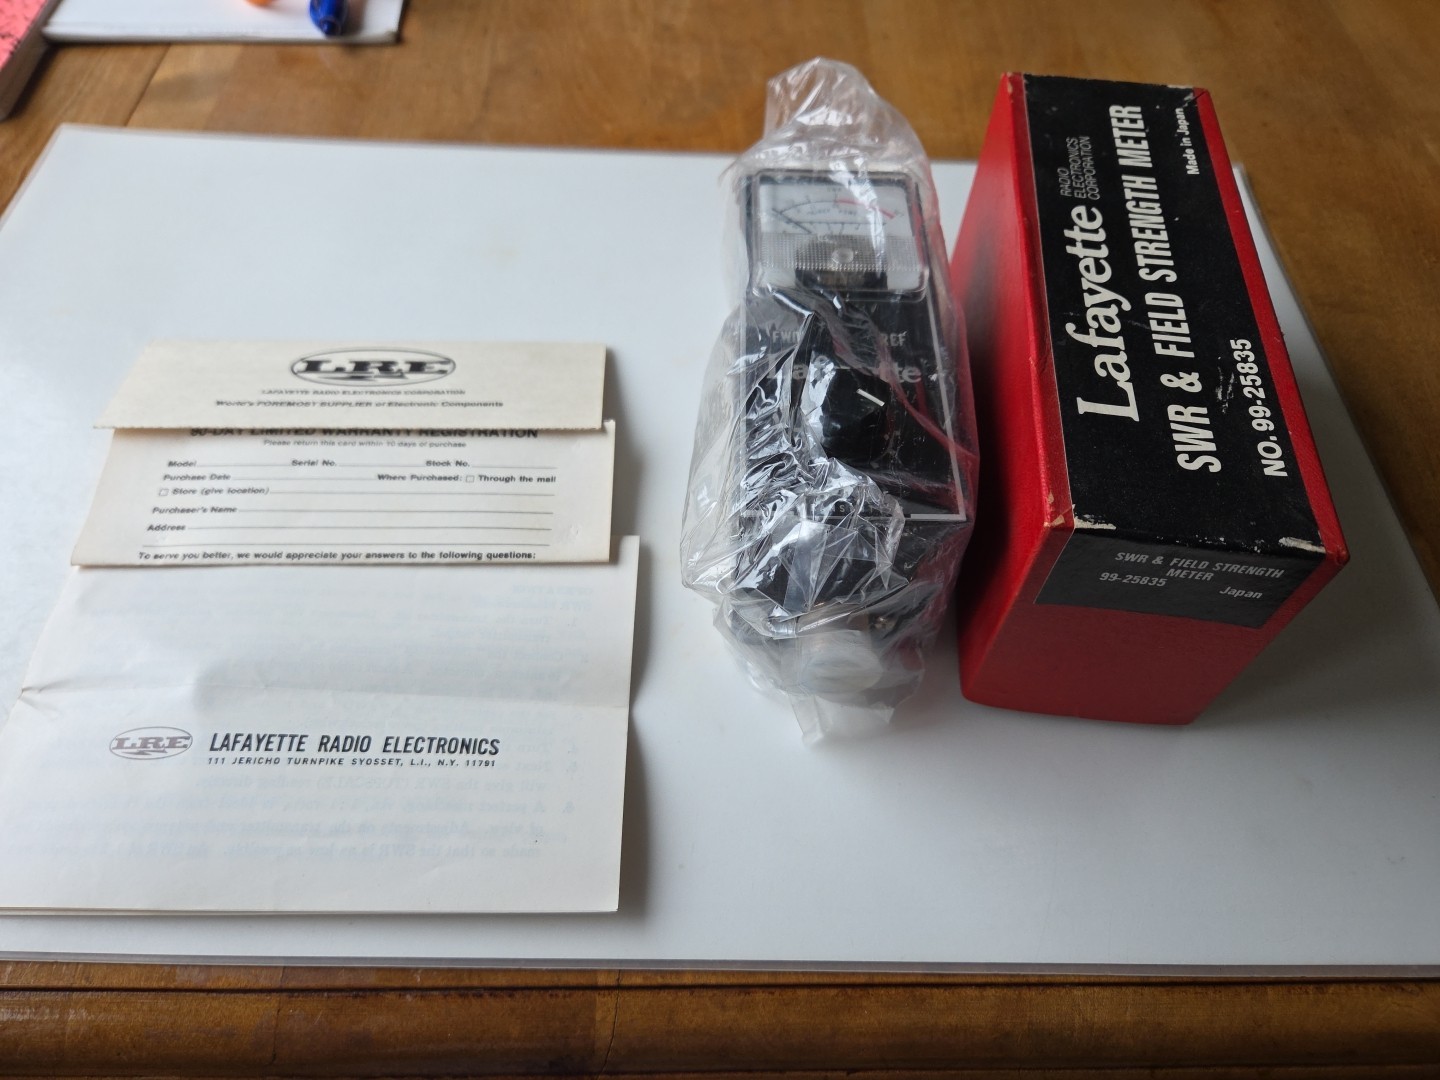 LRE
LAFAYETTE RADIO ELECTRONICS CORPORATION
World's FOREMOST SUPPLIER of Electronic Components
90-DAY LIMITED WARRANTY REGISTRATION
Please return this card within 10 days of purchase
Model Serial No. Stock No.
Purchase Date Where Purchased: Through the mail
Store (give location)
Purchaser's Name
Address
To serve you better, we would appreciate your answers to the following questions:
LRE LAFAYETTE RADIO ELECTRONICS
111 JERICHO TURNPIKE SYOSSET, L.I., N.Y. 11791
FWD REF
Lafayette RADIO
ELECTRONICS
CORPORATION
SWR & FIELD STRENGTH METER
NO. 99-25835 Made in Japan
SWR & FIELD STRENGTH
METER
99-25835 Japan